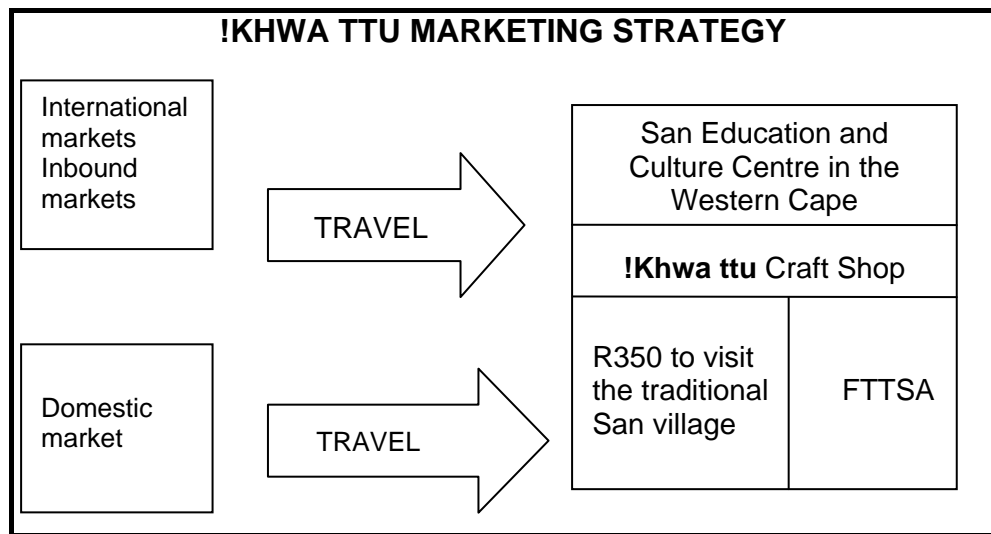 !KHWA TTU MARKETING STRATEGY
International
markets
Inbound
markets
TRAVEL
San Education and
Culture Centre in the
Western Cape
!Khwa ttu Craft Shop
R350 to visit
the traditional
San village
FTTSA
Domestic
market
TRAVEL